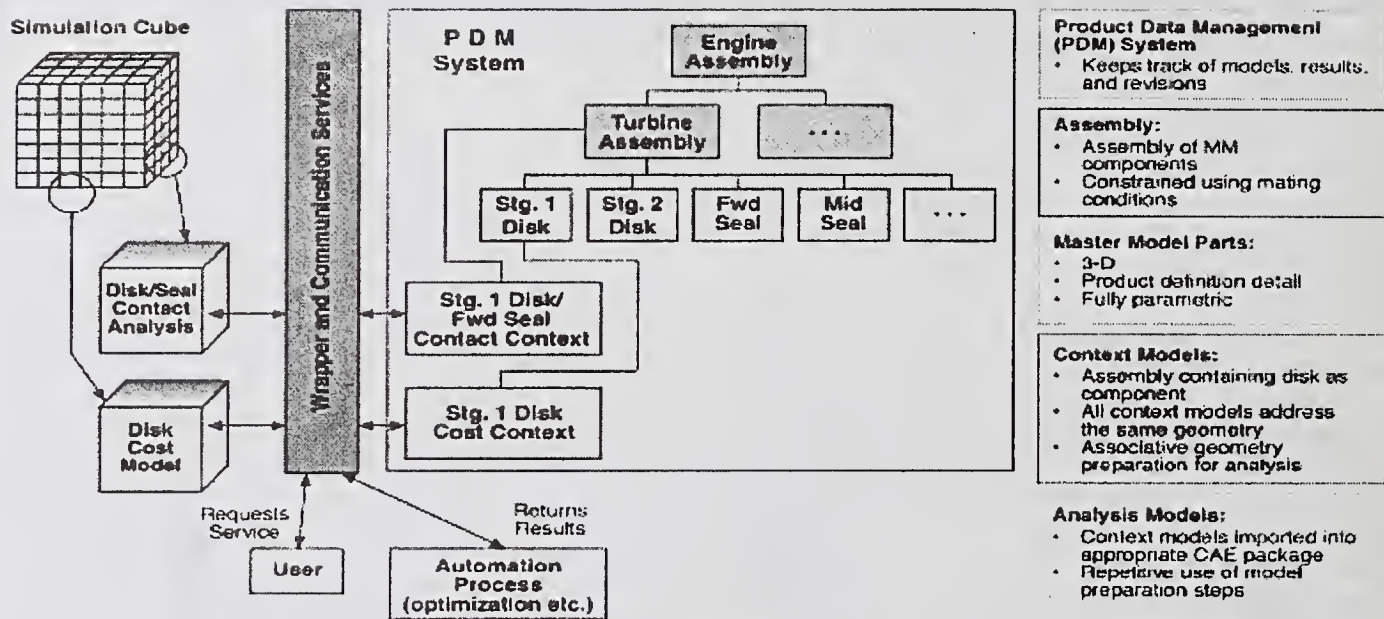 Simulation Cube
Disk/Seal
Contact
Analysis
Disk
Cost
Model
Wrapper and Communication Services
Requests
Service
User
Returns
Results
Automation
Process
(optimization etc.)
PDM
System
Engine
Assembly
Turbine
Assembly
...
Stg. 1
Disk
Stg. 2
Disk
Fwd
Seal
Mid
Seal
...
Stg. 1 Disk/
Fwd Seal
Contact Context
Stg. 1 Disk
Cost Context
Product Data Management
(PDM) System
• Keeps track of models, results,
and revisions
Assembly:
• Assembly of MM
components
• Constrained using mating
conditions
Master Model Parts:
• 3-D
• Product definition detail
• Fully parametric
Context Models:
• Assembly containing disk as
component
• All context models address
the same geometry
• Associative geometry
preparation for analysis
Analysis Models:
• Context models imported into
appropriate CAE package
• Repetitive use of model
preparation steps